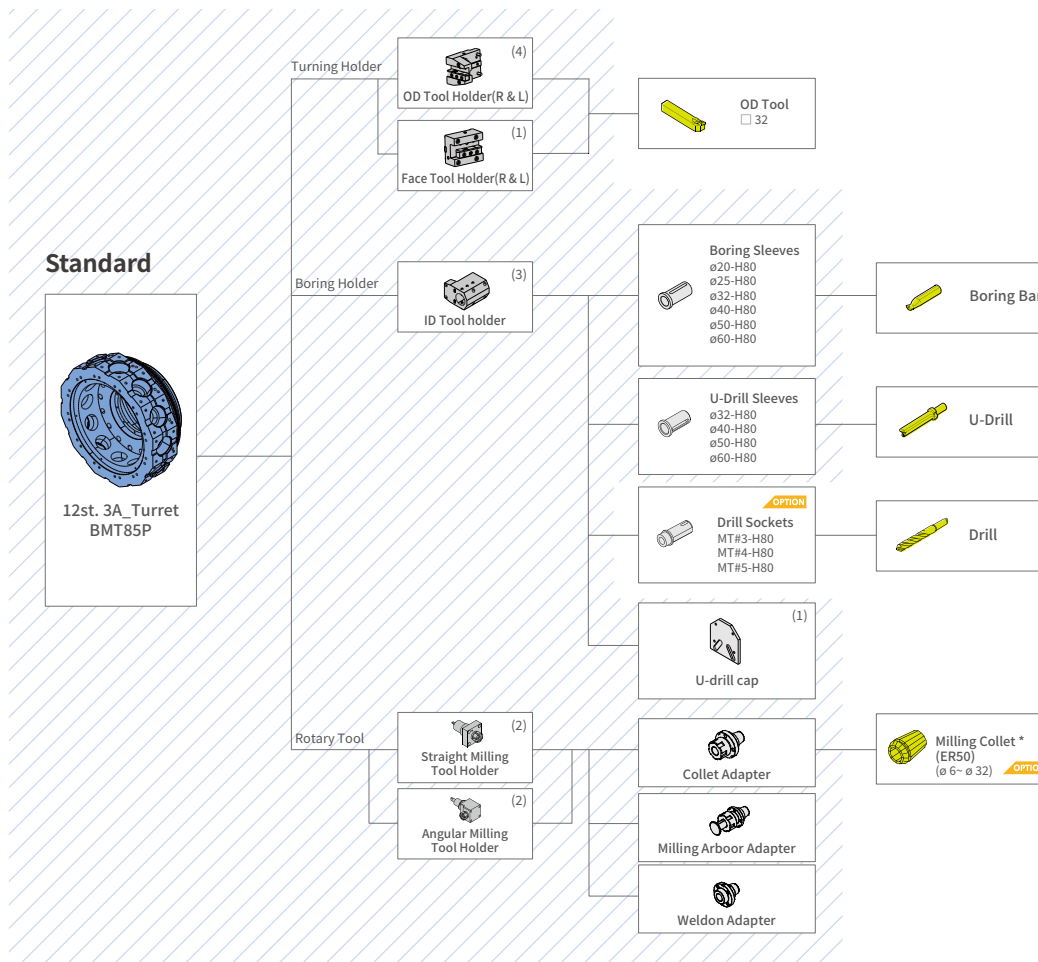 Standard
12st. 3A_Turret
BMT85P
Turning Holder
(4)
OD Tool Holder(R & L)
(1)
Face Tool Holder(R & L)
OD Tool
□ 32
Boring Holder
(3)
ID Tool holder
Boring Sleeves
ø20-H80
ø25-H80
ø32-H80
ø40-H80
ø50-H80
ø60-H80
Boring Bar
U-Drill Sleeves
ø32-H80
ø40-H80
ø50-H80
ø60-H80
U-Drill
OPTION
Drill Sockets
MT#3-H80
MT#4-H80
MT#5-H80
Drill
(1)
U-drill cap
Rotary Tool
(2)
Straight Milling
Tool Holder
(2)
Angular Milling
Tool Holder
Collet Adapter
Milling Arboor Adapter
Weldon Adapter
Milling Collet *
(ER50)
(ø 6~ ø 32)
OPTION